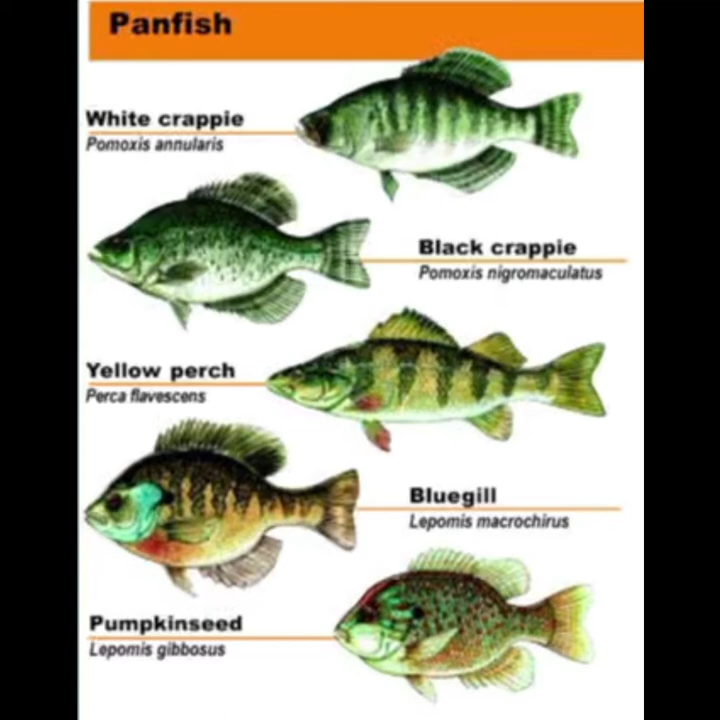 Panfish
White crappie
Pomoxis annularis
Black crappie
Pomoxis nigromaculatus
Yellow perch
Perca flavescens
Bluegill
Lepomis macrochirus
Pumpkinseed
Lepomis gibbosus